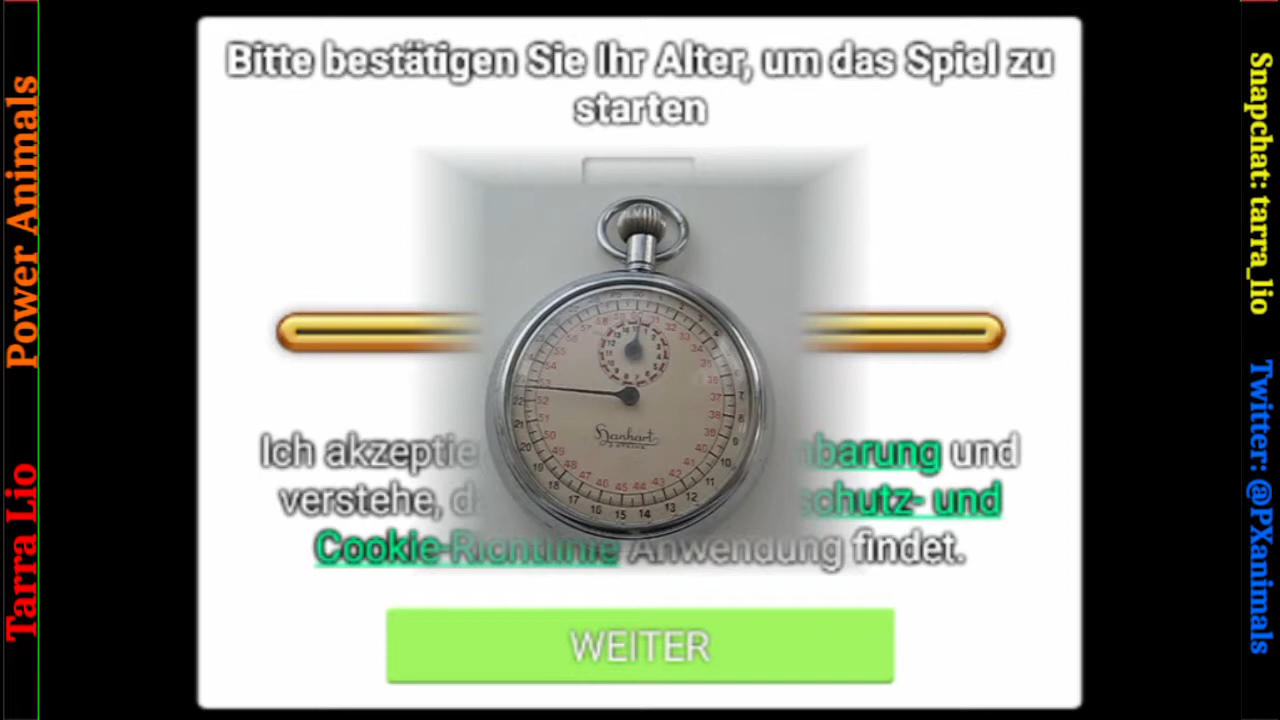 Bitte bestätigen Sie Ihr Alter, um das Spiel zu
starten
Ich akzeptie
barung und
verstehe, da
schutz- und
Cookie-Richtlinie Anwendung findet.
WEITER
Hanhart
Power Animals
Tarra Lio
Snapchat: tarra_lio
Twitter: @PXanimals